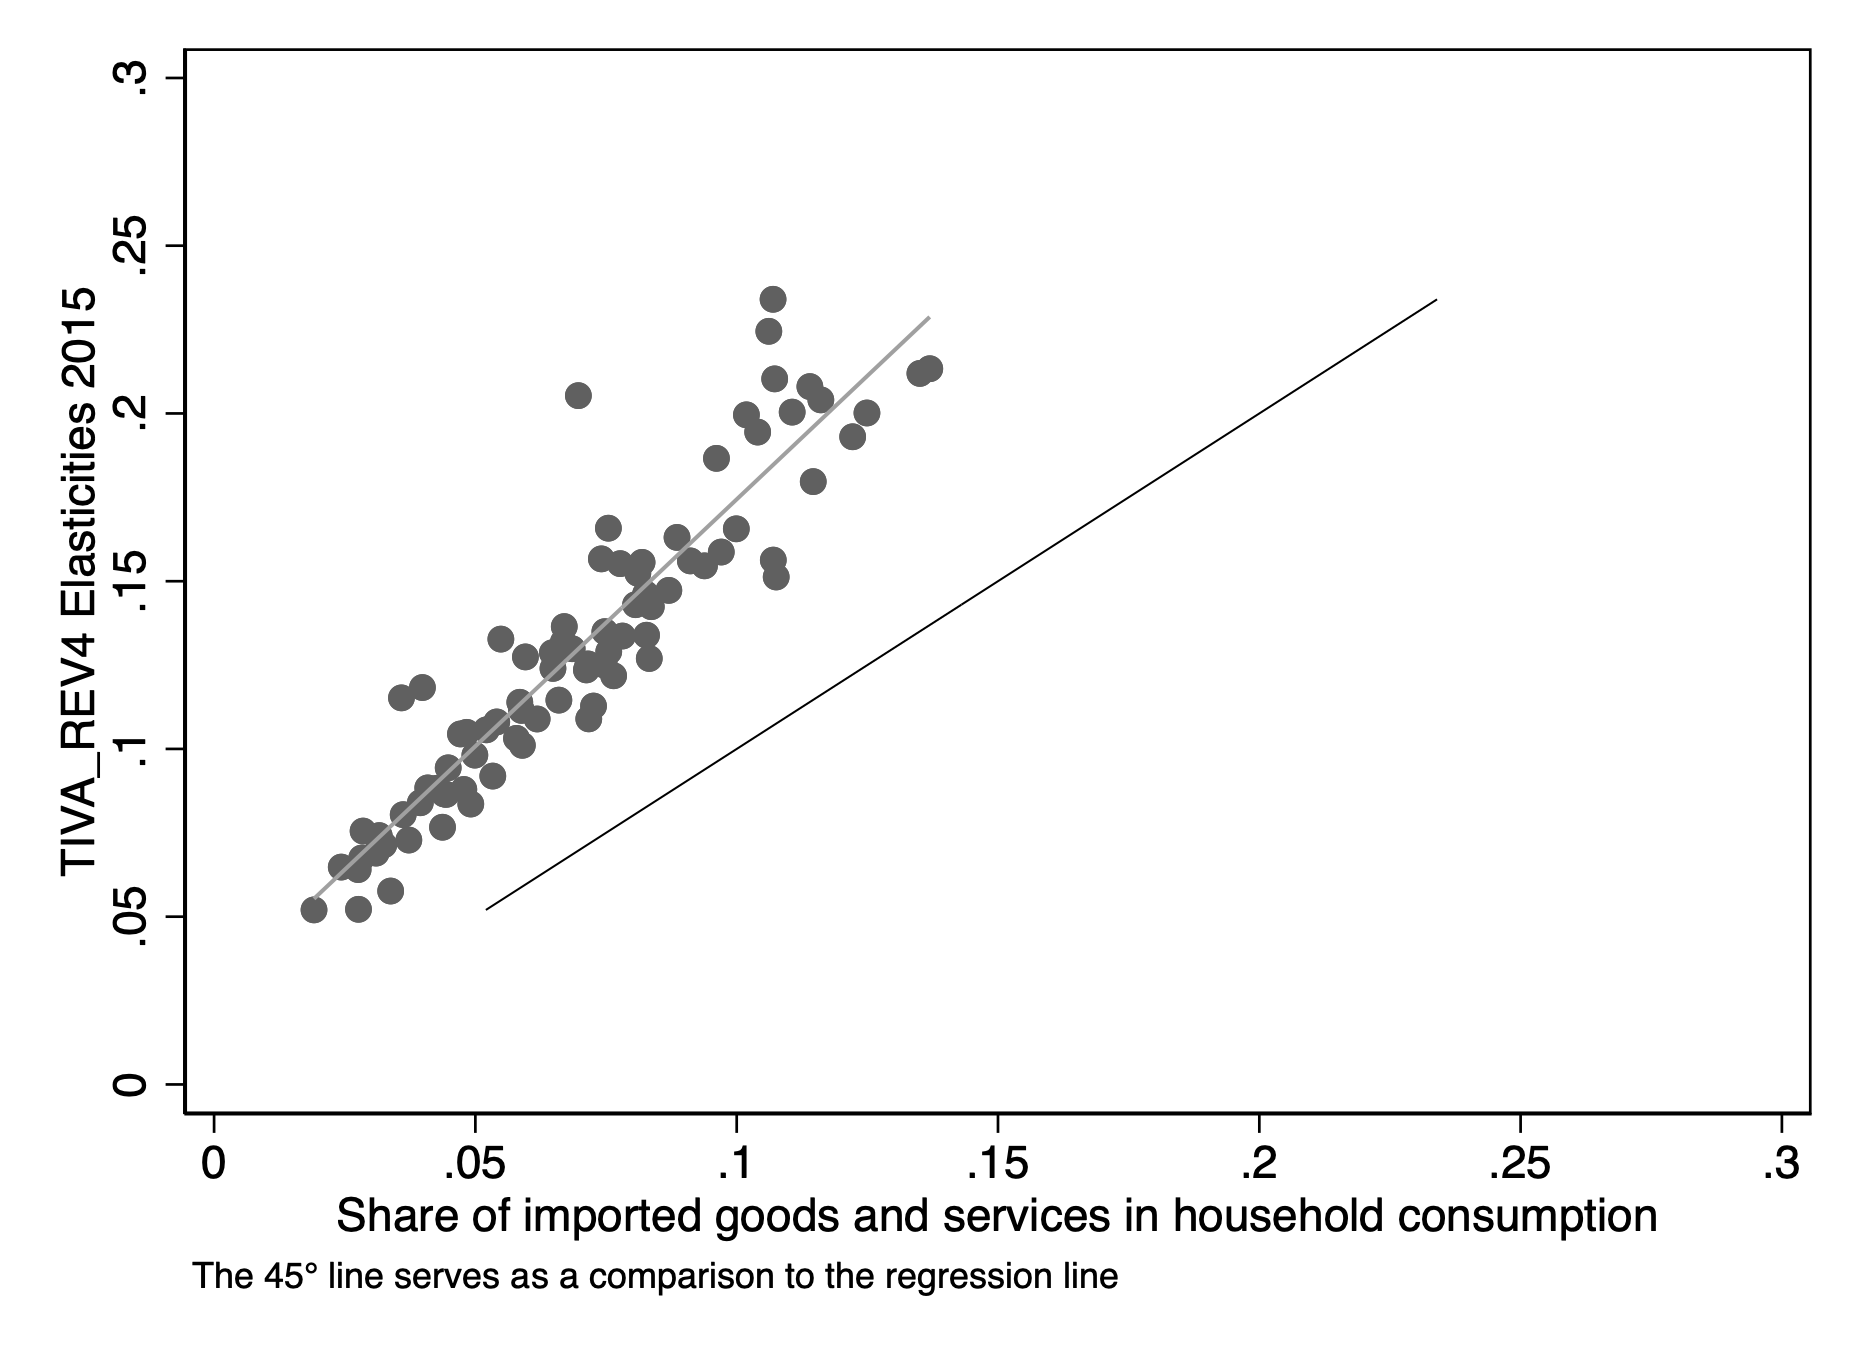 .3
.25
.2
.15
.1
.05
0
TIVA_REV4 Elasticities 2015
0 .05 .1 .15 .2 .25 .3
Share of imported goods and services in household consumption
The 45° line serves as a comparison to the regression line